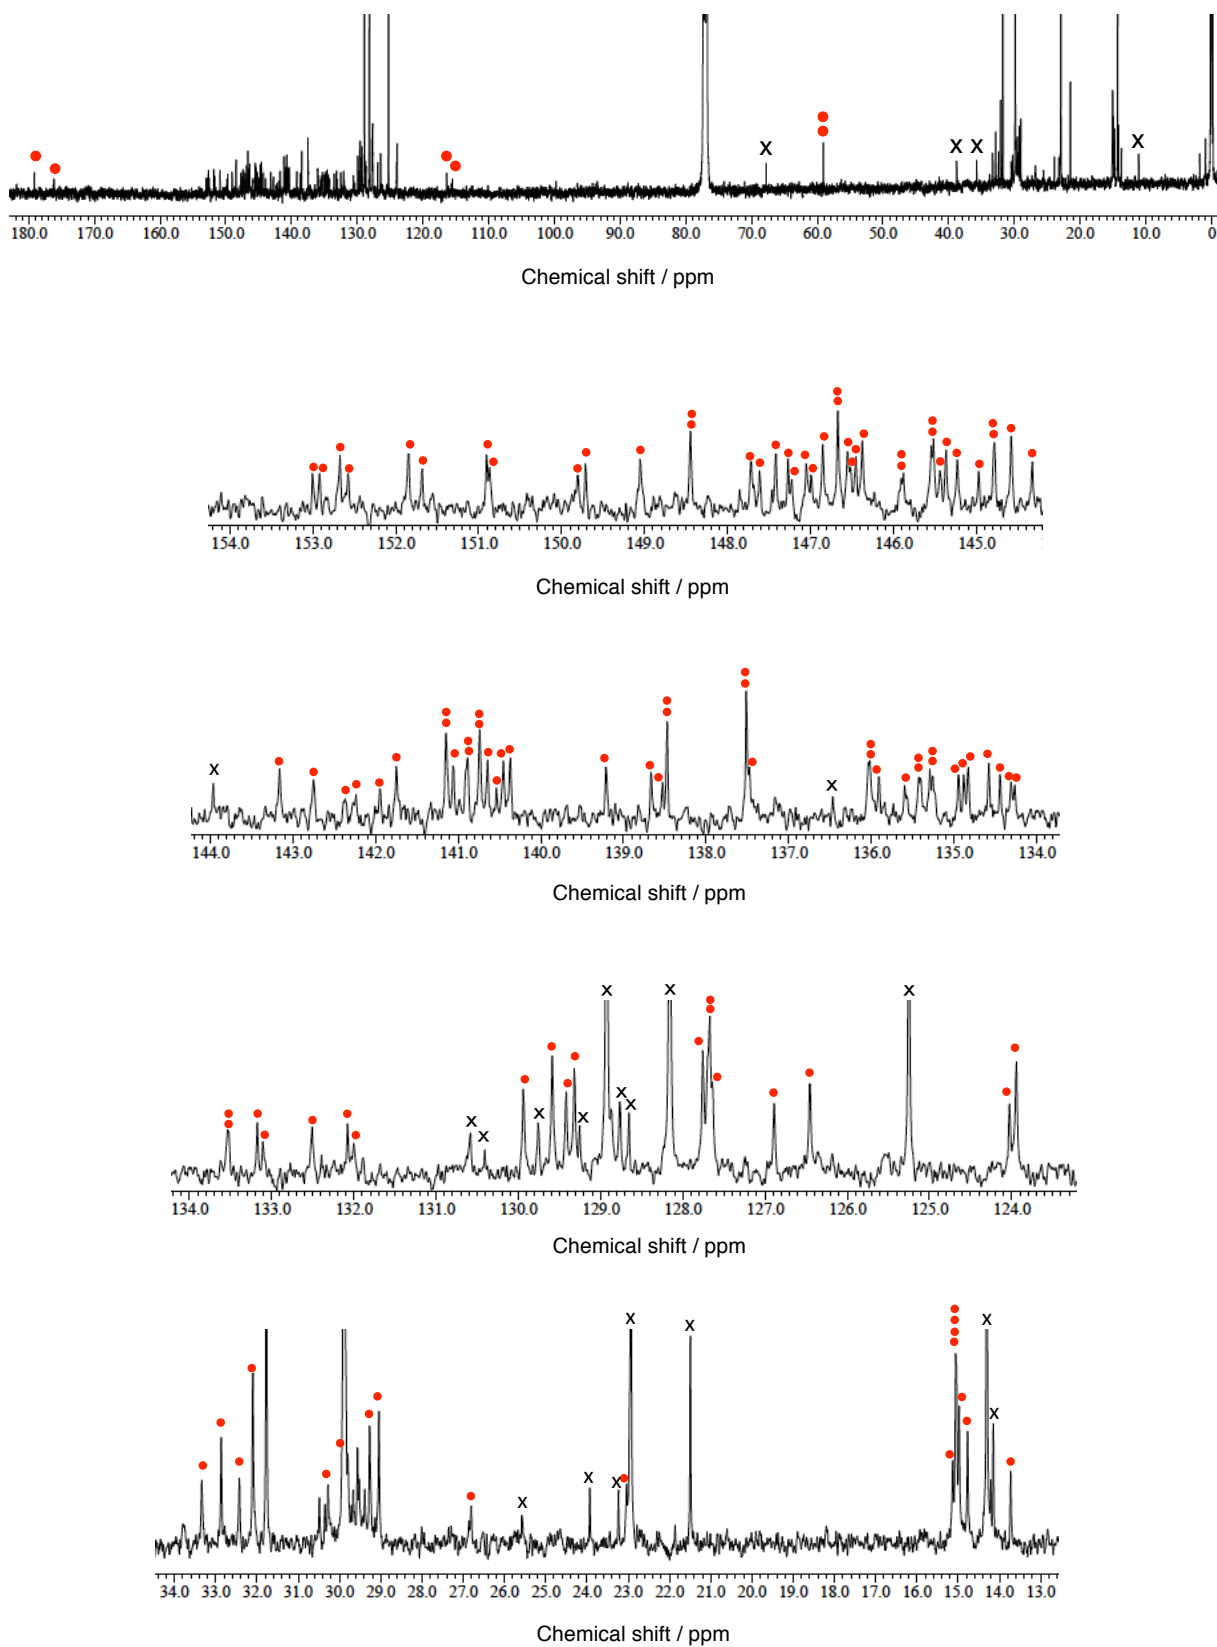 x x x x
180.0 170.0 160.0 150.0 140.0 130.0 120.0 110.0 100.0 90.0 80.0 70.0 60.0 50.0 40.0 30.0 20.0 10.0 0
Chemical shift / ppm
154.0 153.0 152.0 151.0 150.0 149.0 148.0 147.0 146.0 145.0
Chemical shift / ppm
x x
144.0 143.0 142.0 141.0 140.0 139.0 138.0 137.0 136.0 135.0 134.0
Chemical shift / ppm
x x x x x x x x x
134.0 133.0 132.0 131.0 130.0 129.0 128.0 127.0 126.0 125.0 124.0
Chemical shift / ppm
x x x x x x x
34.0 33.0 32.0 31.0 30.0 29.0 28.0 27.0 26.0 25.0 24.0 23.0 22.0 21.0 20.0 19.0 18.0 17.0 16.0 15.0 14.0 13.0
Chemical shift / ppm